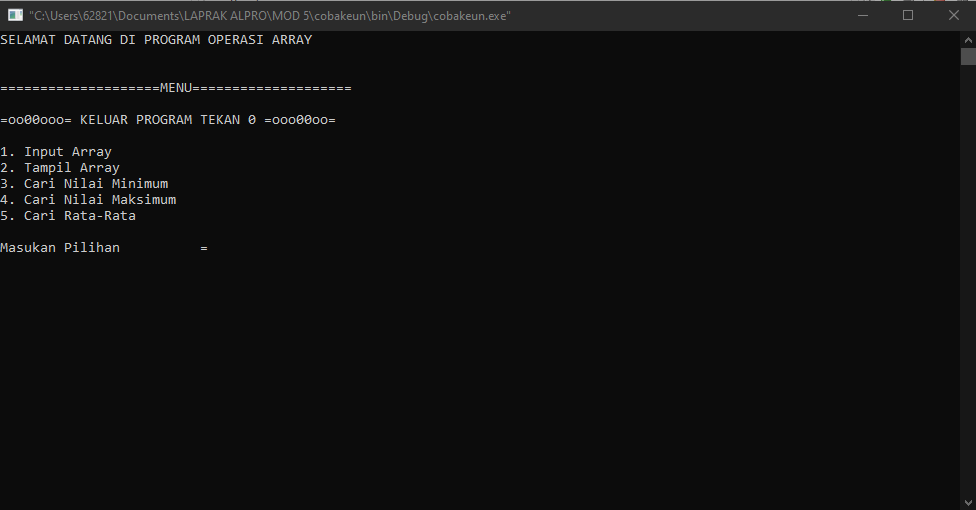 "C:\Users\62821\Documents\LAPRAK ALPRO\MOD 5\cobakeun\bin\Debug\cobakeun.exe"
SELAMAT DATANG DI PROGRAM OPERASI ARRAY
====================MENU====================
=oo00ooo= KELUAR PROGRAM TEKAN 0 =ooo00oo=
1. Input Array
2. Tampil Array
3. Cari Nilai Minimum
4. Cari Nilai Maksimum
5. Cari Rata-Rata
Masukan Pilihan          =